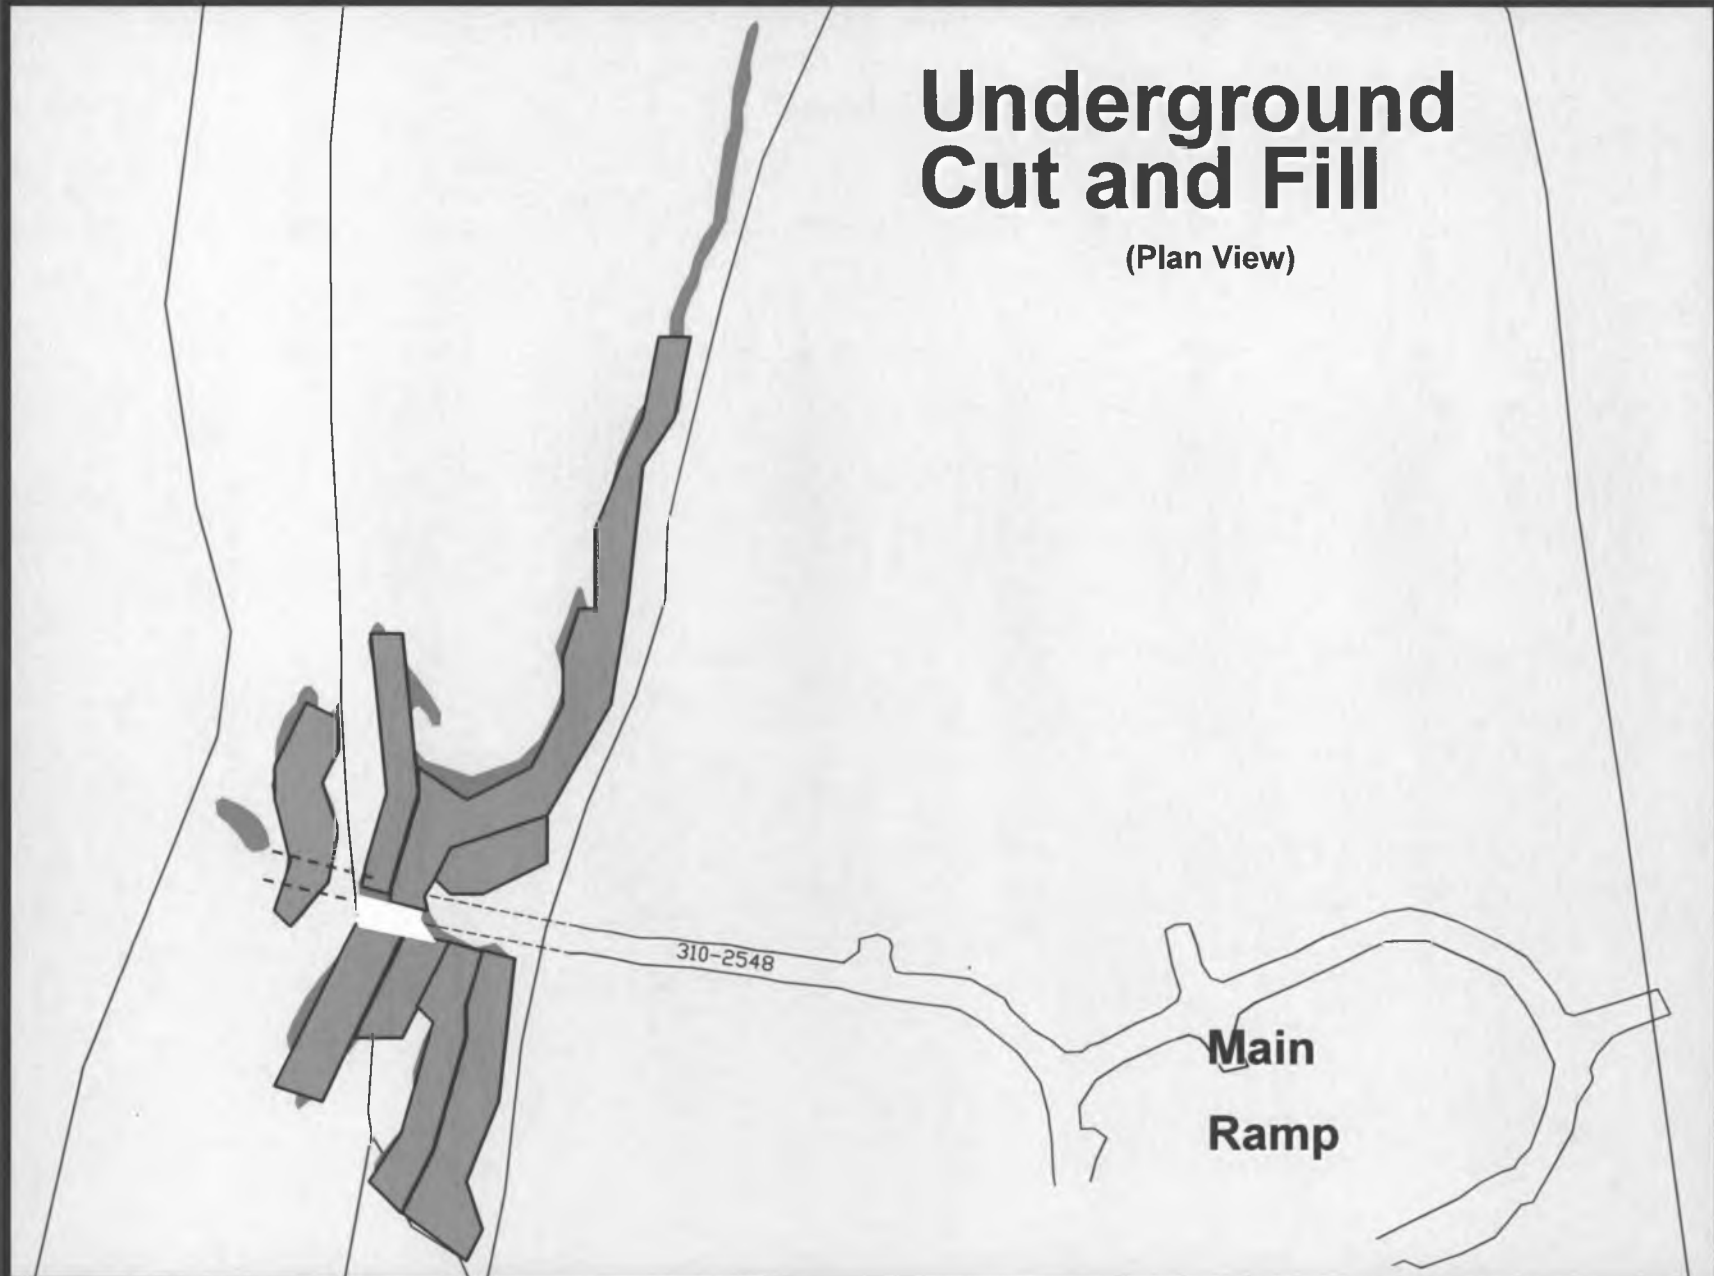 Underground
Cut and Fill
(Plan View)
310-2548
Main
Ramp